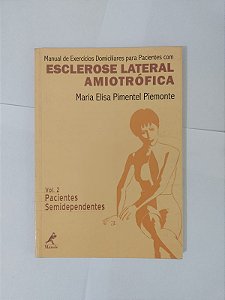 Manual de Exercícios Domiciliares para Pacientes com
ESCLEROSE LATERAL
AMIOTRÓFICA
Maria Elisa Pimentel Piemonte
Vol. 2
Pacientes
Semidependentes
Manole